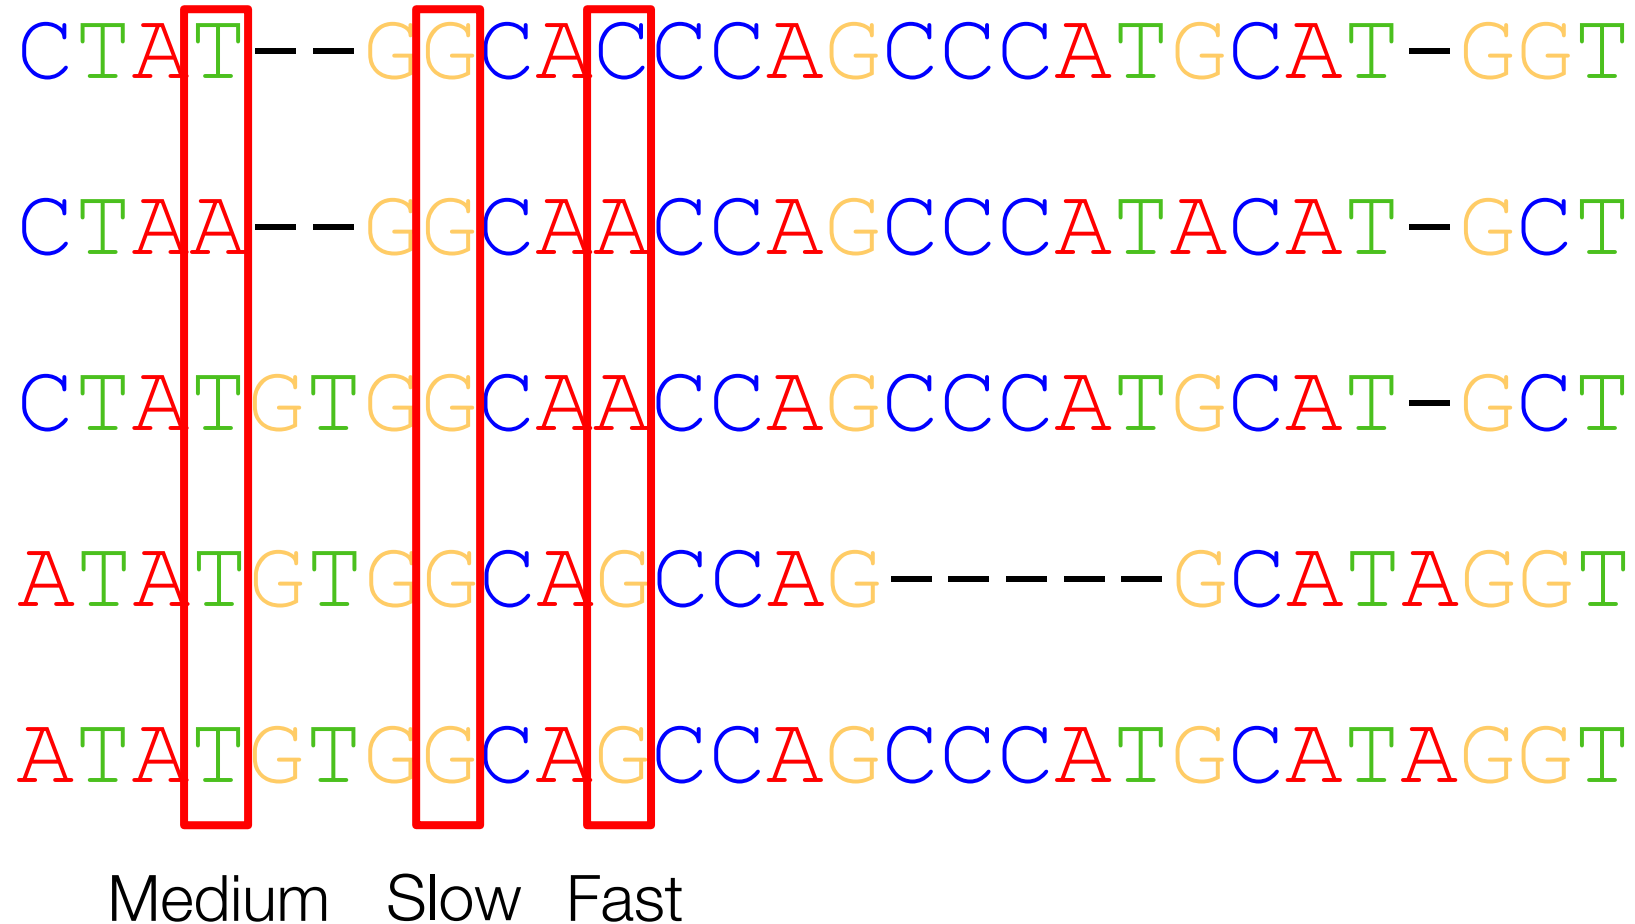 CTAT--GGCACCCAGCCCATGCAT-GGT
CTAA--GGCAACCAGCCCATACAT-GCT
CTATGTGGCAACCAGCCCATGCAT-GCT
ATATGTGGCAGCCAG-----GCATAGGT
ATATGTGGCAGCCAGCCCATGCATAGGT
Medium Slow Fast